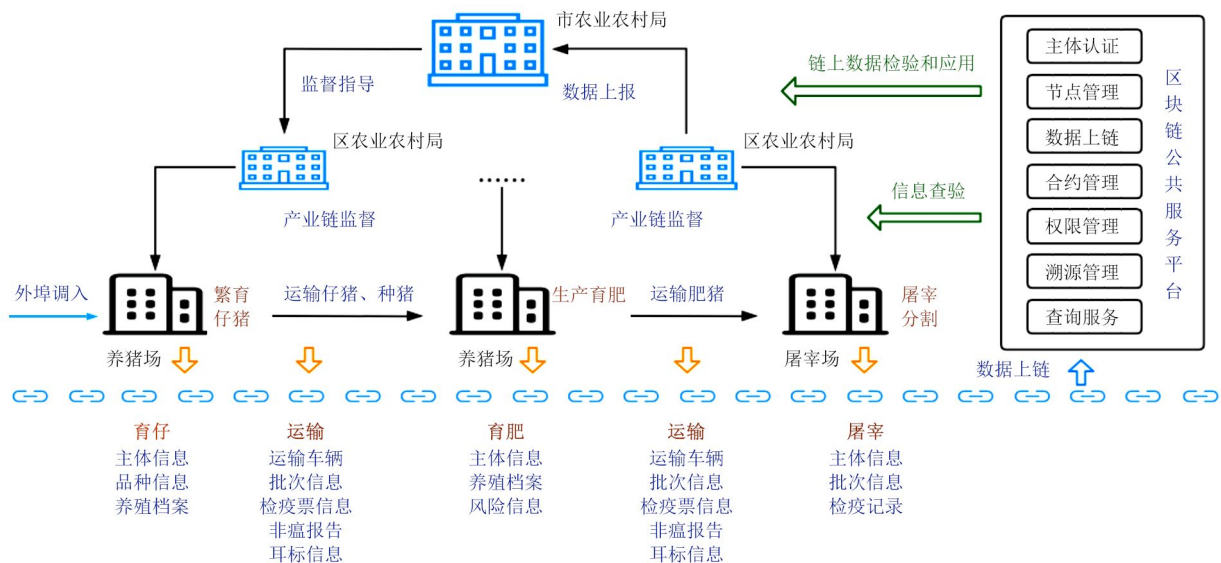 市农业农村局
监督指导
数据上报
链上数据检验和应用
区农业农村局
……
区农业农村局
产业链监督
产业链监督
信息查验
主体认证
节点管理
数据上链
合约管理
权限管理
溯源管理
查询服务
区块链公共服务平台
外埠调入
繁育
仔猪
运输仔猪、种猪
生产育肥
运输肥猪
屠宰
分割
养猪场
养猪场
屠宰场
数据上链
育仔
主体信息
品种信息
养殖档案
运输
运输车辆
批次信息
检疫票信息
非瘟报告
耳标信息
育肥
主体信息
养殖档案
风险信息
运输
运输车辆
批次信息
检疫票信息
非瘟报告
耳标信息
屠宰
主体信息
批次信息
检疫记录